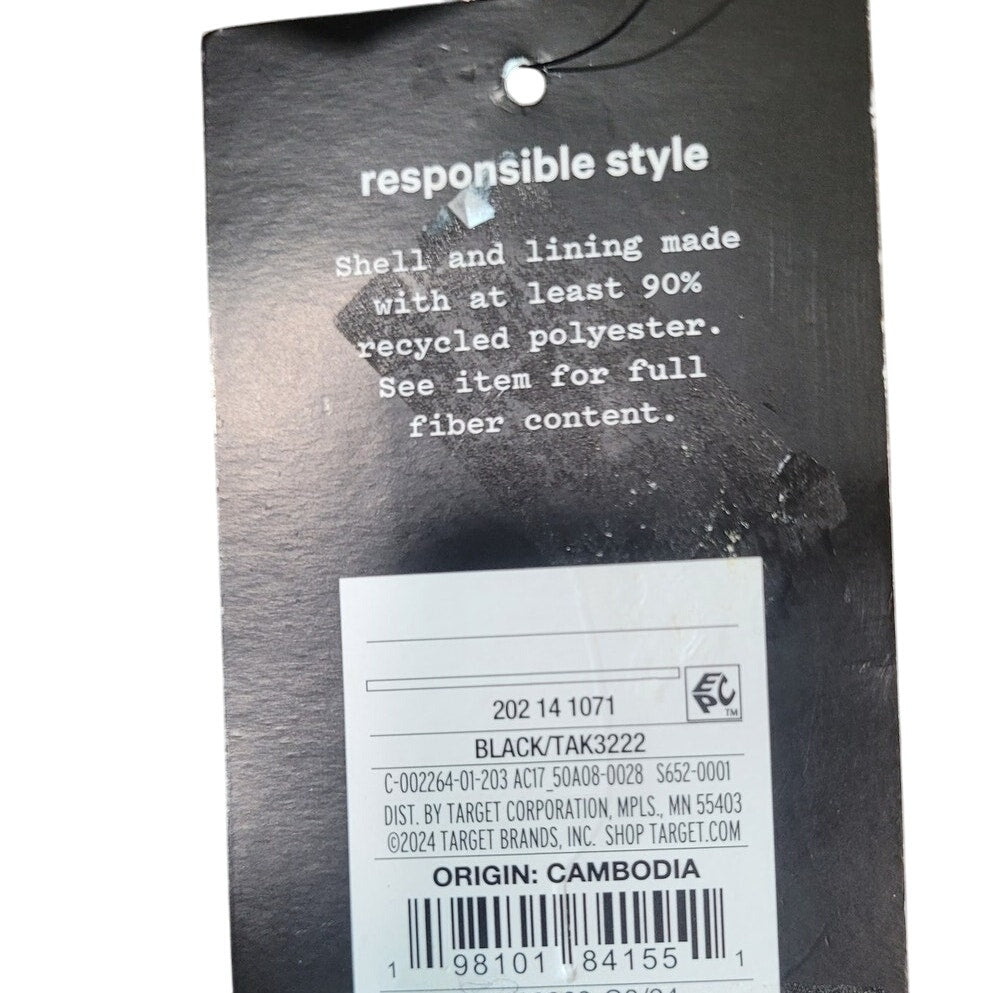 responsible style
Shell and lining made
with at least 90%
recycled polyester.
See item for full
fiber content.
EPC TM
202 14 1071
BLACK/TAK3222
C-002264-01-203 AC17_50A08-0028 S652-0001
DIST. BY TARGET CORPORATION, MPLS., MN 55403
©2024 TARGET BRANDS, INC. SHOP TARGET.COM
ORIGIN: CAMBODIA
1 98101 84155 1